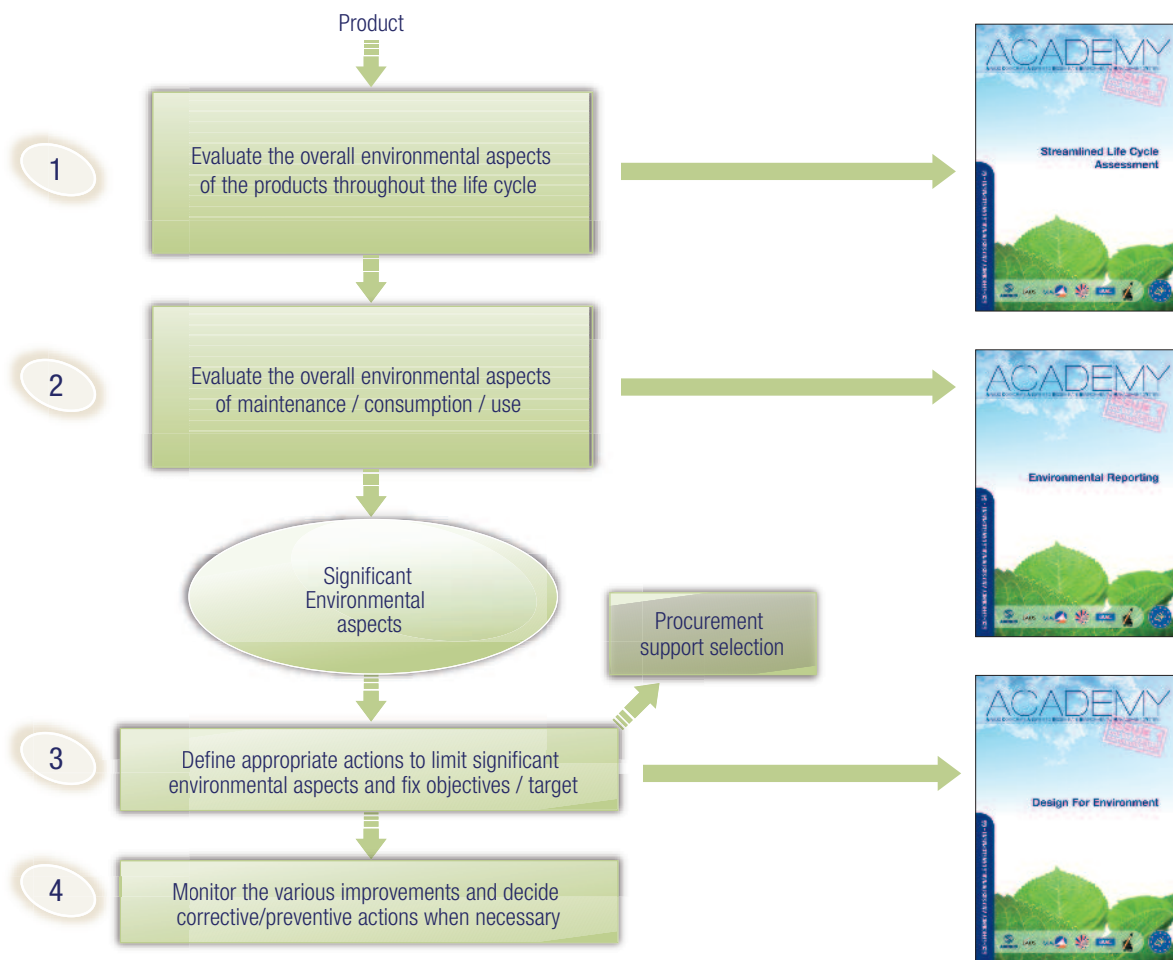 Product
1
Evaluate the overall environmental aspects
of the products throughout the life cycle
ACADEMY
Streamlined Life Cycle
Assessment
2
Evaluate the overall environmental aspects
of maintenance / consumption / use
ACADEMY
Environmental Reporting
Significant
Environmental
aspects
Procurement
support selection
3
Define appropriate actions to limit significant
environmental aspects and fix objectives / target
ACADEMY
Design For Environment
4
Monitor the various improvements and decide
corrective/preventive actions when necessary